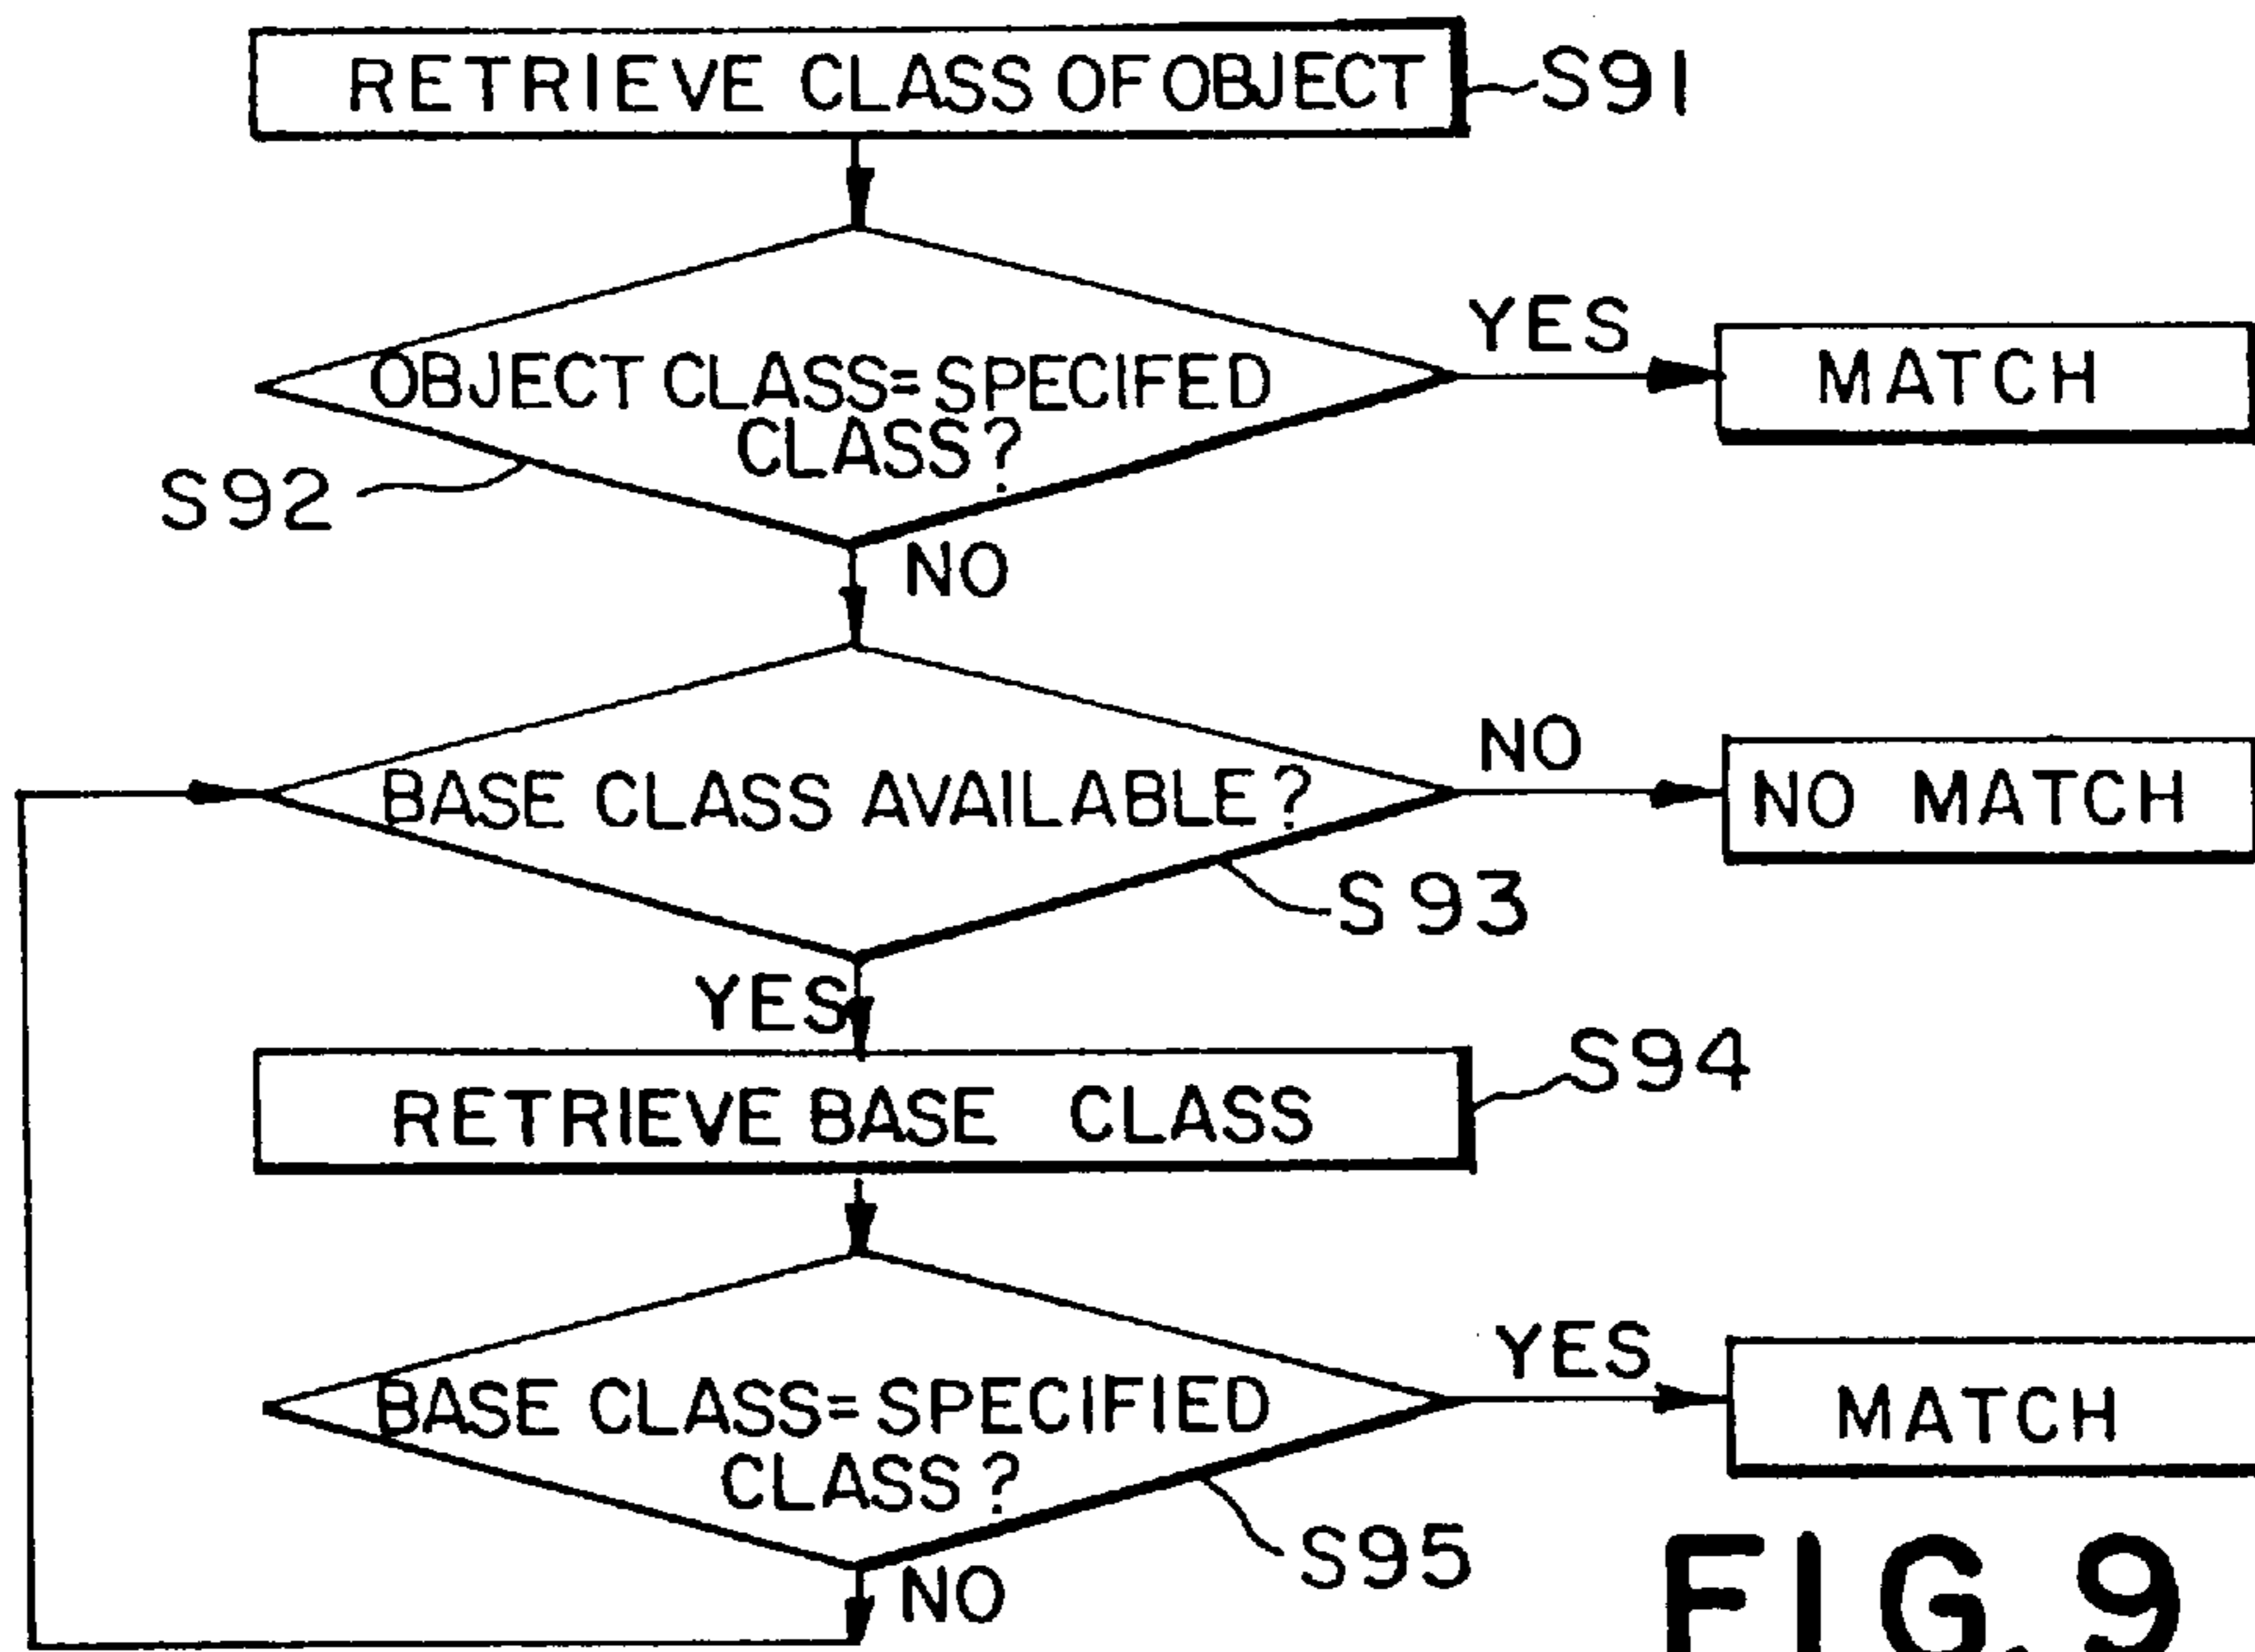 RETRIEVE CLASS OF OBJECT
S91
YES
OBJECT CLASS=SPECIFED
CLASS?
MATCH
S92
NO
NO
BASE CLASS AVAILABLE?
NO MATCH
S93
YES
RETRIEVE BASE CLASS
S94
YES
BASE CLASS=SPECIFIED
CLASS?
MATCH
S95
NO
FIG. 9